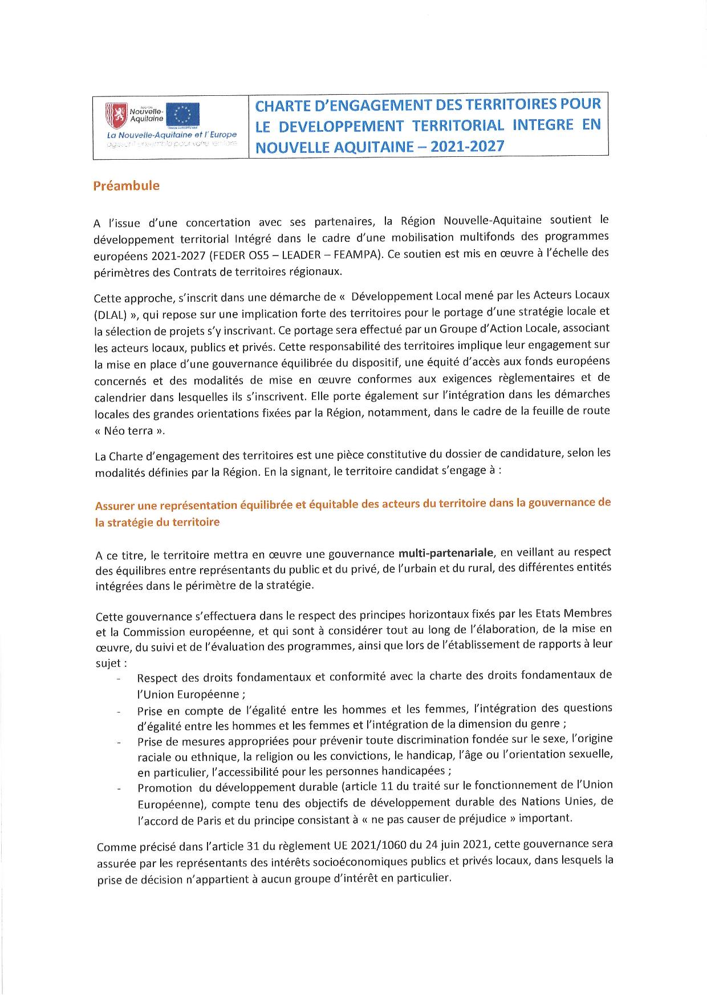 RÉGION
Nouvelle-
Aquitaine
UNION EUROPÉENNE
La Nouvelle-Aquitaine et l'Europe
agissent ensemble pour votre territoire
CHARTE D'ENGAGEMENT DES TERRITOIRES POUR
LE DEVELOPPEMENT TERRITORIAL INTEGRE EN
NOUVELLE AQUITAINE – 2021-2027
Préambule
A l'issue d'une concertation avec ses partenaires, la Région Nouvelle-Aquitaine soutient le
développement territorial Intégré dans le cadre d'une mobilisation multifonds des programmes
européens 2021-2027 (FEDER OS5 – LEADER – FEAMPA). Ce soutien est mis en œuvre à l'échelle des
périmètres des Contrats de territoires régionaux.
Cette approche, s'inscrit dans une démarche de « Développement Local mené par les Acteurs Locaux
(DLAL) », qui repose sur une implication forte des territoires pour le portage d'une stratégie locale et
la sélection de projets s'y inscrivant. Ce portage sera effectué par un Groupe d'Action Locale, associant
les acteurs locaux, publics et privés. Cette responsabilité des territoires implique leur engagement sur
la mise en place d'une gouvernance équilibrée du dispositif, une équité d'accès aux fonds européens
concernés et des modalités de mise en œuvre conformes aux exigences règlementaires et de
calendrier dans lesquelles ils s'inscrivent. Elle porte également sur l'intégration dans les démarches
locales des grandes orientations fixées par la Région, notamment, dans le cadre de la feuille de route
« Néo terra ».
La Charte d'engagement des territoires est une pièce constitutive du dossier de candidature, selon les
modalités définies par la Région. En la signant, le territoire candidat s'engage à :
Assurer une représentation équilibrée et équitable des acteurs du territoire dans la gouvernance de
la stratégie du territoire
A ce titre, le territoire mettra en œuvre une gouvernance multi-partenariale, en veillant au respect
des équilibres entre représentants du public et du privé, de l'urbain et du rural, des différentes entités
intégrées dans le périmètre de la stratégie.
Cette gouvernance s'effectuera dans le respect des principes horizontaux fixés par les Etats Membres
et la Commission européenne, et qui sont à considérer tout au long de l'élaboration, de la mise en
œuvre, du suivi et de l'évaluation des programmes, ainsi que lors de l'établissement de rapports à leur
sujet :
- Respect des droits fondamentaux et conformité avec la charte des droits fondamentaux de
l'Union Européenne ;
- Prise en compte de l'égalité entre les hommes et les femmes, l'intégration des questions
d'égalité entre les hommes et les femmes et l'intégration de la dimension du genre ;
- Prise de mesures appropriées pour prévenir toute discrimination fondée sur le sexe, l'origine
raciale ou ethnique, la religion ou les convictions, le handicap, l'âge ou l'orientation sexuelle,
en particulier, l'accessibilité pour les personnes handicapées ;
- Promotion du développement durable (article 11 du traité sur le fonctionnement de l'Union
Européenne), compte tenu des objectifs de développement durable des Nations Unies, de
l'accord de Paris et du principe consistant à « ne pas causer de préjudice » important.
Comme précisé dans l'article 31 du règlement UE 2021/1060 du 24 juin 2021, cette gouvernance sera
assurée par les représentants des intérêts socioéconomiques publics et privés locaux, dans lesquels la
prise de décision n'appartient à aucun groupe d'intérêt en particulier.